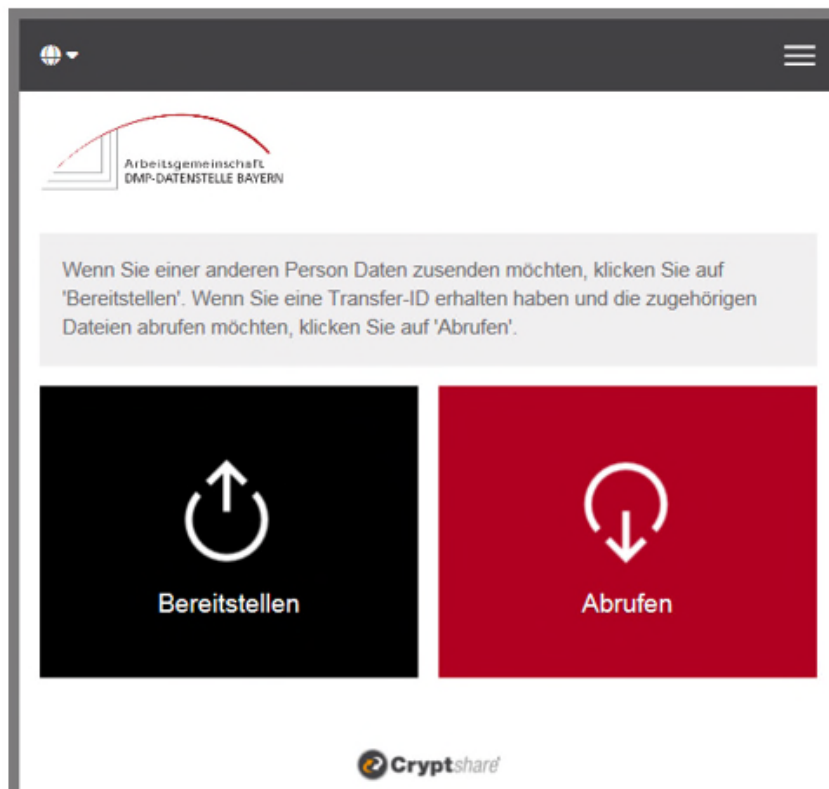 Arbeitsgemeinschaft
DMP-DATENSTELLE BAYERN
Wenn Sie einer anderen Person Daten zusenden möchten, klicken Sie auf
'Bereitstellen'. Wenn Sie eine Transfer-ID erhalten haben und die zugehörigen
Dateien abrufen möchten, klicken Sie auf 'Abrufen'.
Bereitstellen
Abrufen
Cryptshare